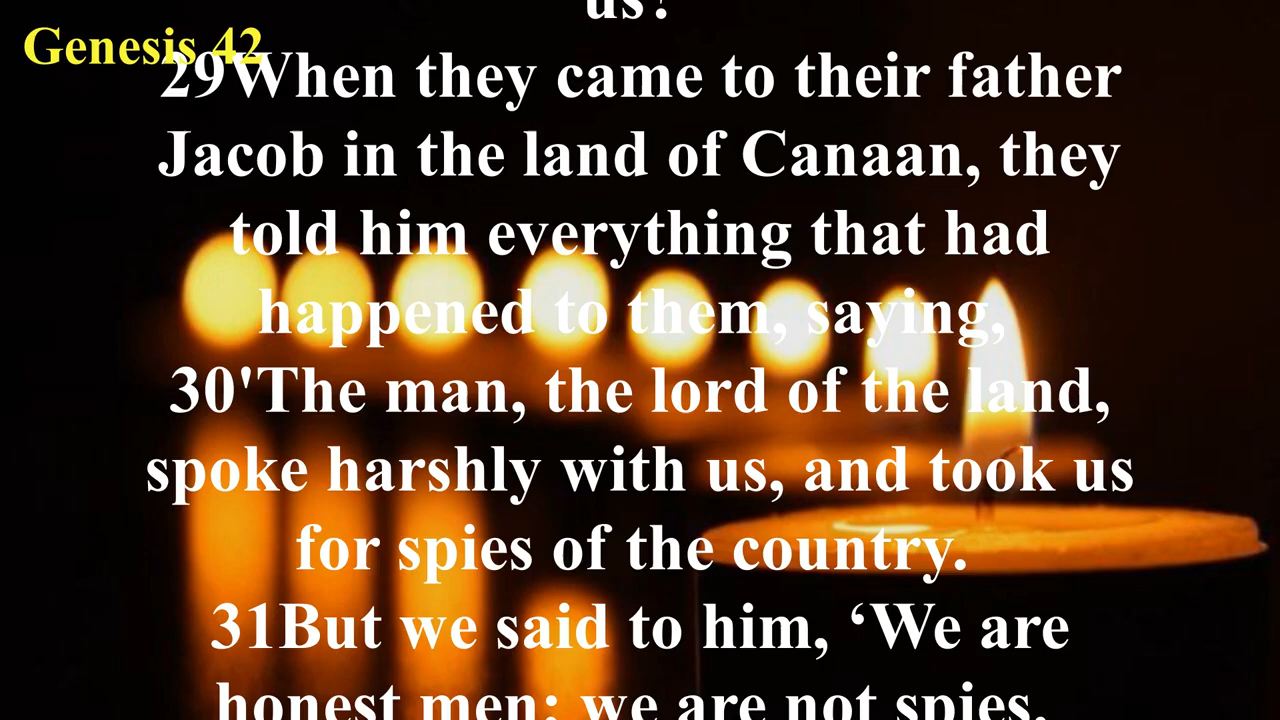 us?
Genesis 42
29When they came to their father
Jacob in the land of Canaan, they
told him everything that had
happened to them, saying,
30'The man, the lord of the land,
spoke harshly with us, and took us
for spies of the country.
31But we said to him, ‘We are
honest men; we are not spies.